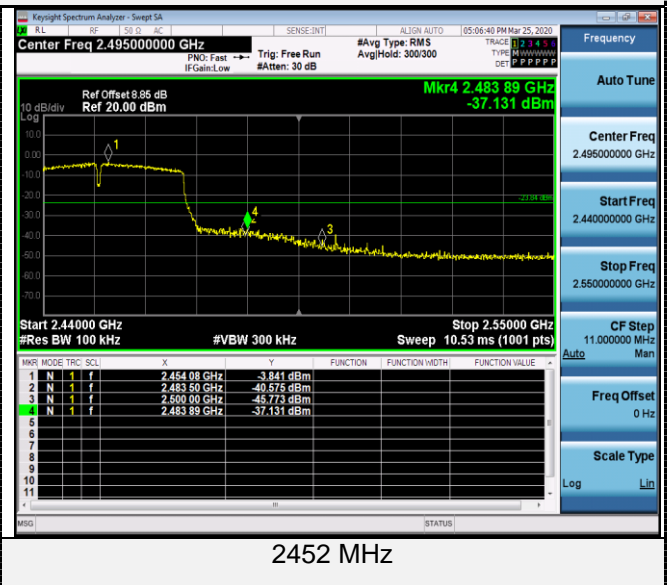 Keysight Spectrum Analyzer - Swept SA
RL RF 50 Ω AC SENSE:INT ALIGN AUTO 05:06:40 PM Mar 25, 2020
Center Freq 2.495000000 GHz
PNO: Fast
IFGain:Low
Trig: Free Run
#Atten: 30 dB
#Avg Type: RMS
Avg|Hold: 300/300
TRACE 1 2 3 4 5 6
TYPE M WWWWW
DET P P P P P P
Frequency
Auto Tune
Center Freq
2.495000000 GHz
Start Freq
2.440000000 GHz
Stop Freq
2.550000000 GHz
CF Step
11.000000 MHz
Auto Man
Freq Offset
0 Hz
Scale Type
Log Lin
Mkr4 2.483 89 GHz
-37.131 dBm
Ref Offset 8.85 dB
10 dB/div Ref 20.00 dBm
Log
10.0
0.00
-10.0
-20.0
-30.0
-40.0
-50.0
-60.0
-70.0
1
-23.84 dBm
4
2
3
Start 2.44000 GHz Stop 2.55000 GHz
#Res BW 100 kHz #VBW 300 kHz Sweep 10.53 ms (1001 pts)
MKR MODE TRC SCL X Y FUNCTION FUNCTION WIDTH FUNCTION VALUE
1 N 1 f 2.454 08 GHz -3.841 dBm
2 N 1 f 2.483 50 GHz -40.575 dBm
3 N 1 f 2.500 00 GHz -45.773 dBm
4 N 1 f 2.483 89 GHz -37.131 dBm
5
6
7
8
9
10
11
MSG STATUS
2452 MHz